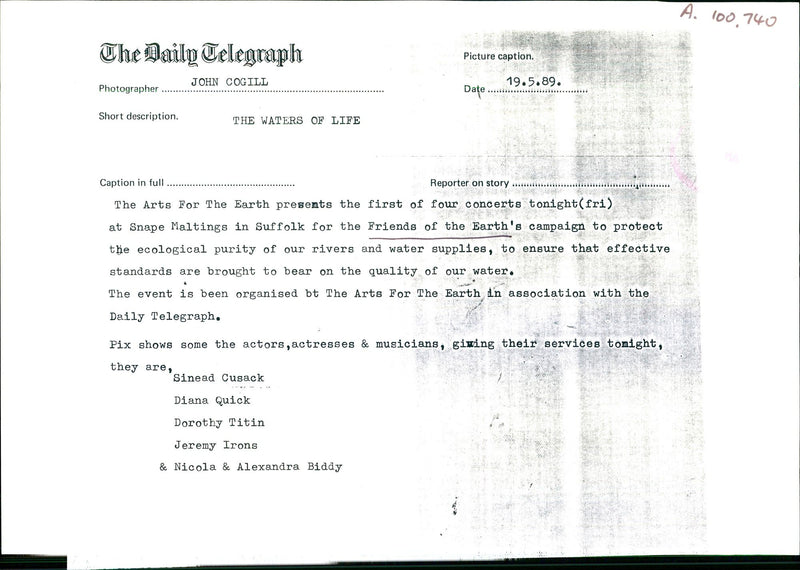 A. 100,740
The Daily Telegraph
Picture caption.
Photographer JOHN COGILL
Date 19.5.89.
Short description. THE WATERS OF LIFE
Caption in full
Reporter on story
The Arts For The Earth presents the first of four concerts tonight(fri)
at Snape Maltings in Suffolk for the Friends of the Earth's campaign to protect
the ecological purity of our rivers and water supplies, to ensure that effective
standards are brought to bear on the quality of our water.
The event is been organised bt The Arts For The Earth in association with the
Daily Telegraph.
Pix shows some the actors,actresses & musicians, giving their services tonight,
they are,
Sinead Cusack
Diana Quick
Dorothy Titin
Jeremy Irons
& Nicola & Alexandra Biddy